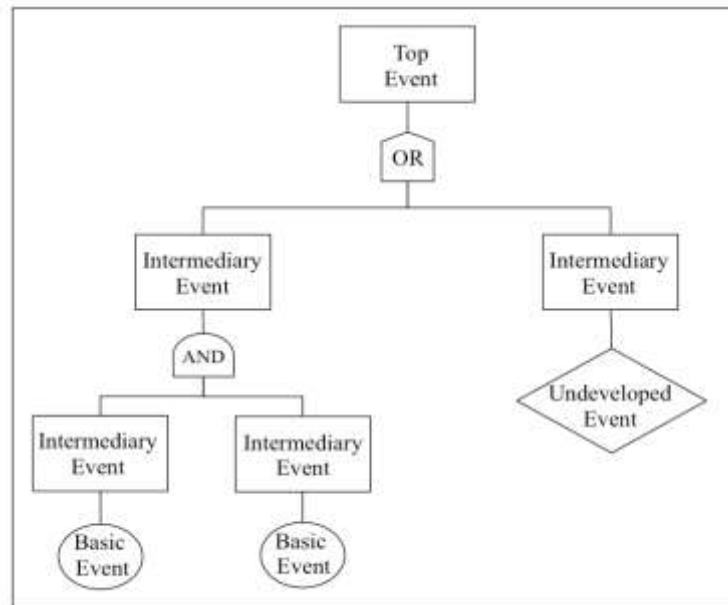 Top
Event
OR
Intermediary
Event
Intermediary
Event
AND
Undeveloped
Event
Intermediary
Event
Intermediary
Event
Basic
Event
Basic
Event